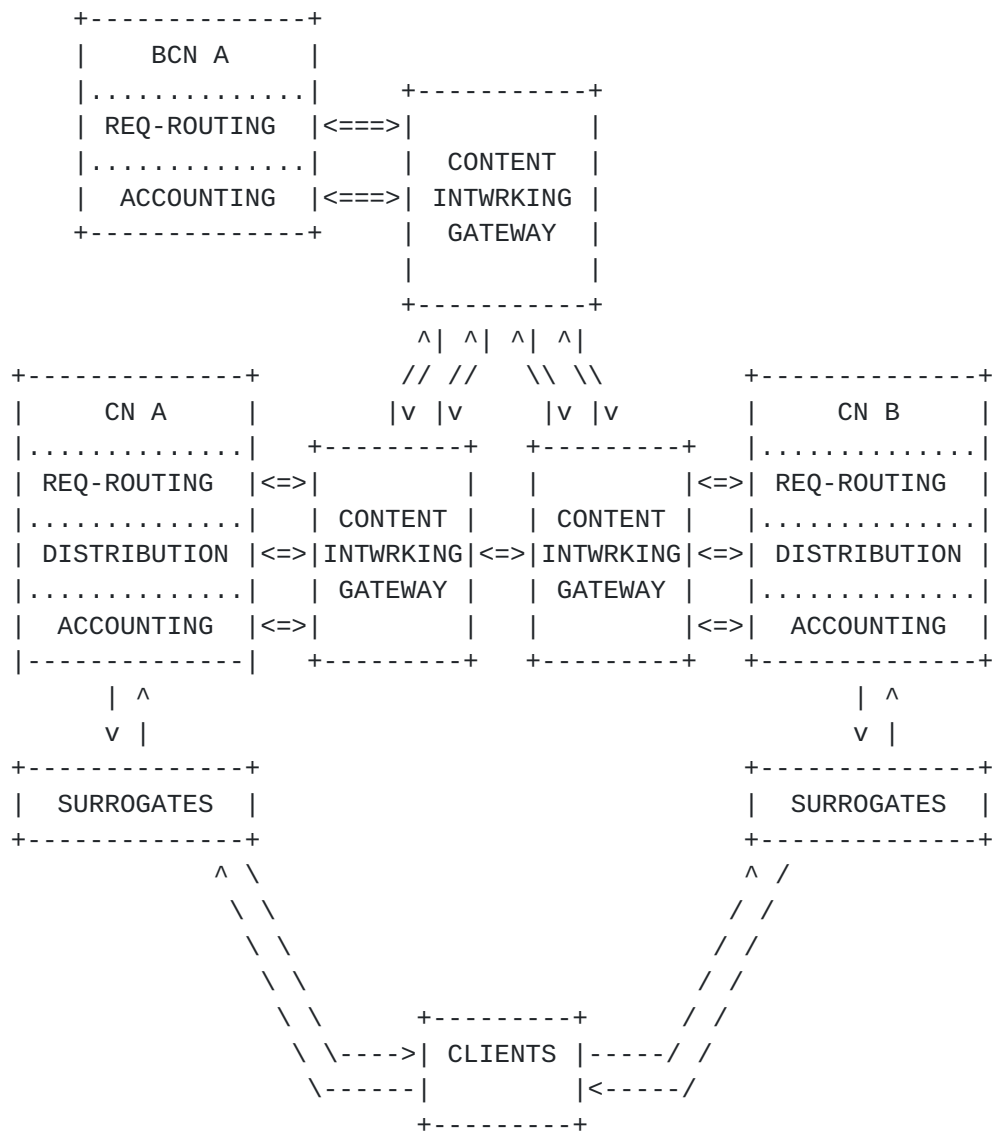 BCN A
REQ-ROUTING
CONTENT
ACCOUNTING
INTWRKING
GATEWAY
CN A
CN B
REQ-ROUTING
REQ-ROUTING
CONTENT
CONTENT
DISTRIBUTION
INTWRKING
INTWRKING
DISTRIBUTION
GATEWAY
GATEWAY
ACCOUNTING
ACCOUNTING
SURROGATES
SURROGATES
CLIENTS